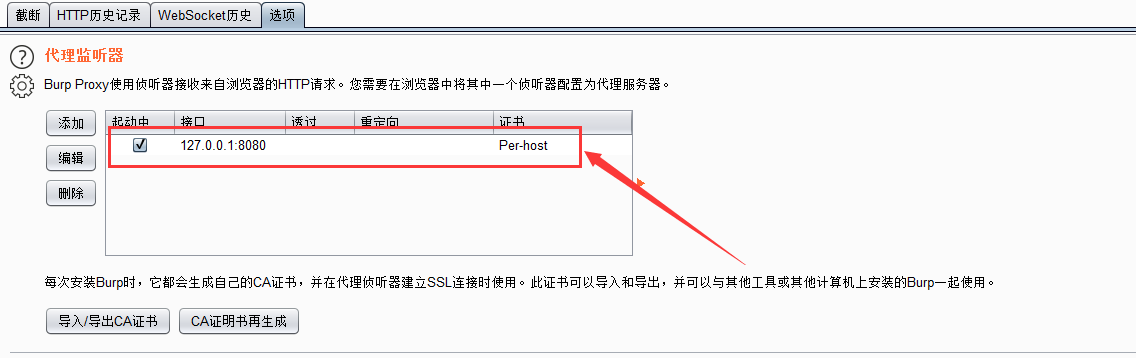 截断 HTTP历史记录 WebSocket历史 选项
代理监听器
Burp Proxy使用侦听器接收来自浏览器的HTTP请求。您需要在浏览器中将其中一个侦听器配置为代理服务器。
添加
编辑
删除
起动中 接口 透过 重定向 证书
127.0.0.1:8080 Per-host
每次安装Burp时，它都会生成自己的CA证书，并在代理侦听器建立SSL连接时使用。此证书可以导入和导出，并可以与其他工具或其他计算机上安装的Burp一起使用。
导入/导出CA证书 CA证明书再生成